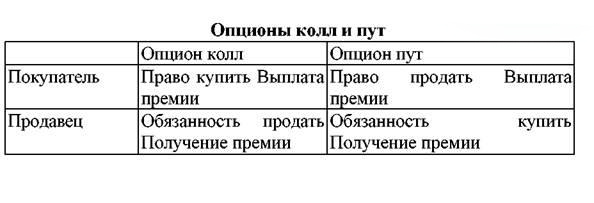 Опционы колл и пут
Опцион колл Опцион пут
Покупатель Право купить Выплата Право продать Выплата
премии премии
Продавец Обязанность продать Обязанность купить
Получение премии Получение премии